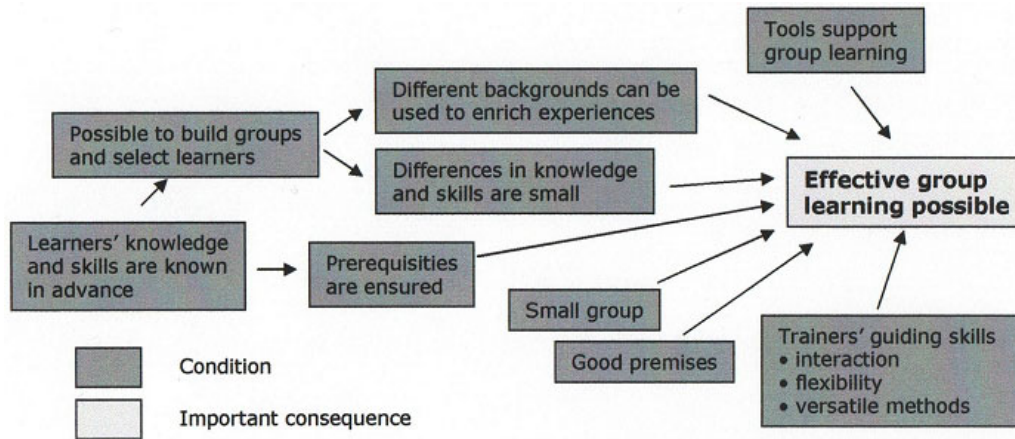 Tools support
group learning
Different backgrounds can be
used to enrich experiences
Possible to build groups
and select learners
Differences in knowledge
and skills are small
Effective group
learning possible
Learners' knowledge
and skills are known
in advance
Prerequisities
are ensured
Small group
Good premises
Trainers' guiding skills
• interaction
• flexibility
• versatile methods
Condition
Important consequence